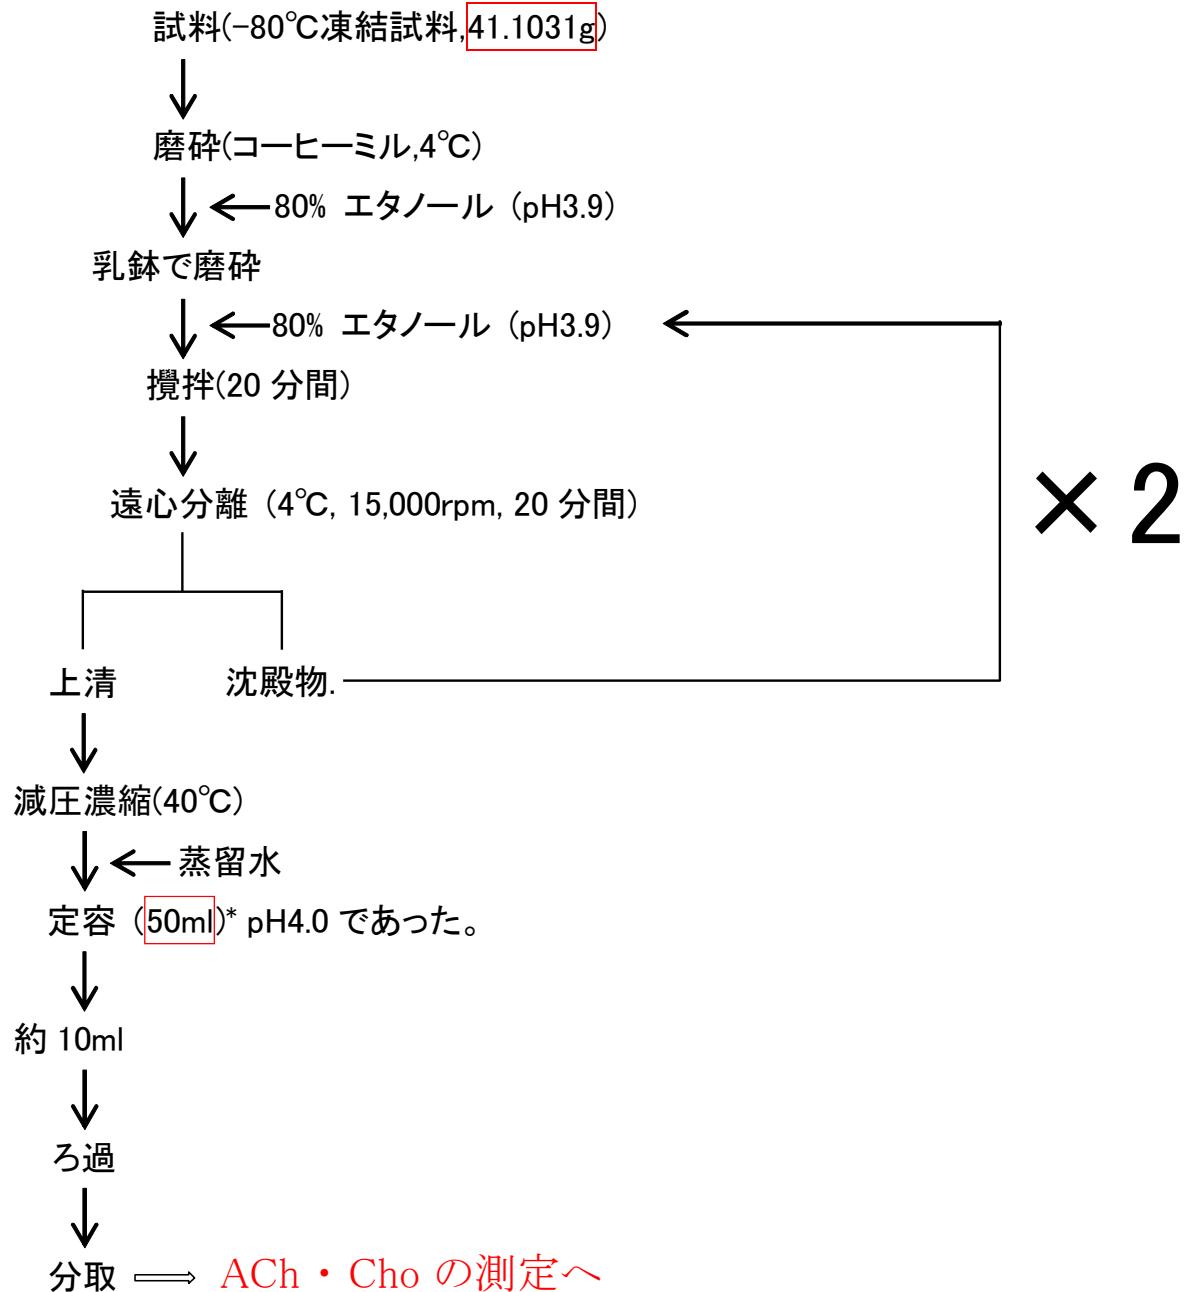 試料(-80℃凍結試料,41.1031g)
磨砕(コーヒーミル,4℃)
80% エタノール (pH3.9)
乳鉢で磨砕
80% エタノール (pH3.9)
攪拌(20 分間)
遠心分離 (4℃, 15,000rpm, 20 分間)
×2
上清
沈殿物.
減圧濃縮(40℃)
蒸留水
定容 (50ml)* pH4.0 であった。
約 10ml
ろ過
分取
ACh・Cho の測定へ